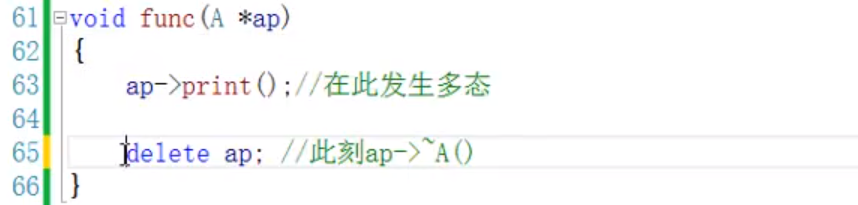 61 void func(A *ap)
62 {
63 ap->print();//在此发生多态
64
65 delete ap; //此刻ap->~A()
66 }